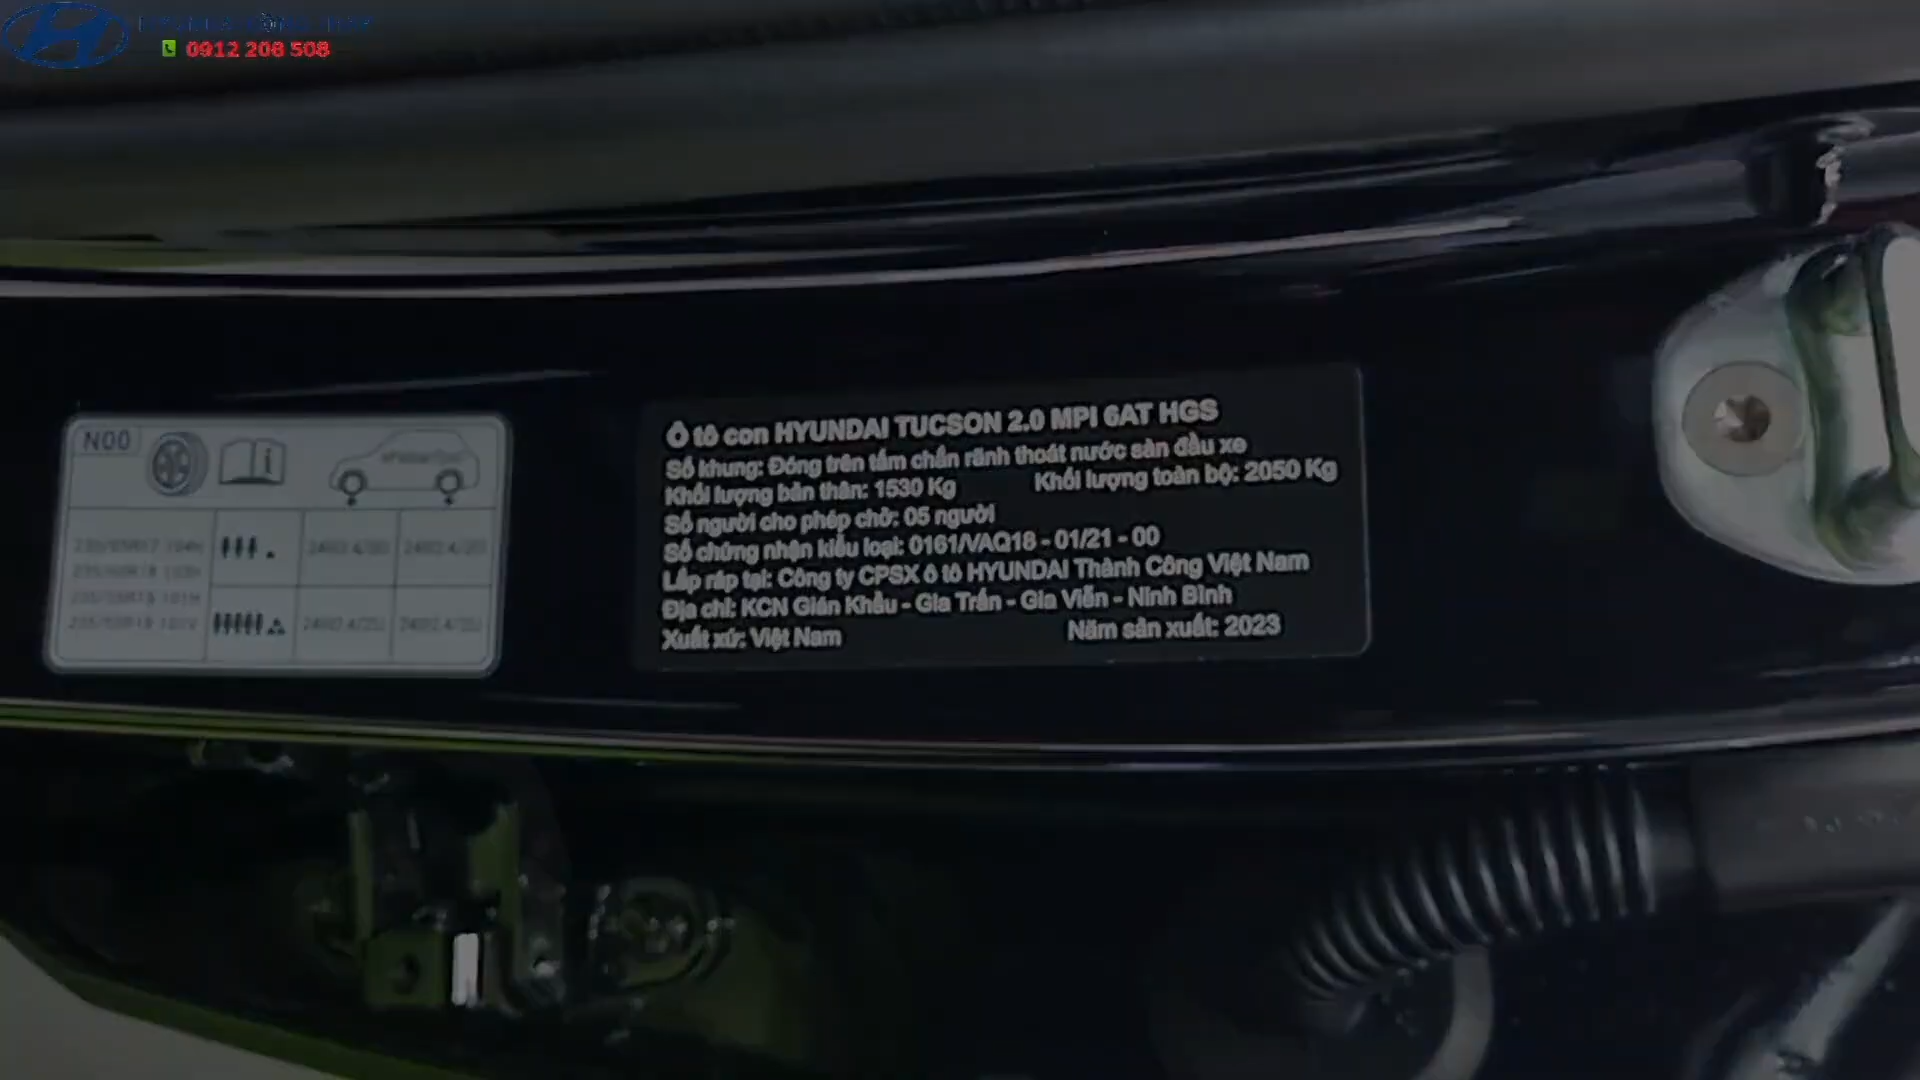 0912 208 508
Ô tô con HYUNDAI TUCSON 2.0 MPI 6AT HGS
Số khung: Đóng trên tấm chắn rãnh thoát nước sàn đầu xe
Khối lượng bản thân: 1530 Kg Khối lượng toàn bộ: 2050 Kg
Số người cho phép chở: 05 người
Số chứng nhận kiểu loại: 0161/VAQ18 - 01/21 - 00
Lắp ráp tại: Công ty CPSX ô tô HYUNDAI Thành Công Việt Nam
Địa chỉ: KCN Gián Khẩu - Gia Trấn - Gia Viễn - Ninh Bình
Xuất xứ: Việt Nam Năm sản xuất: 2023
N00